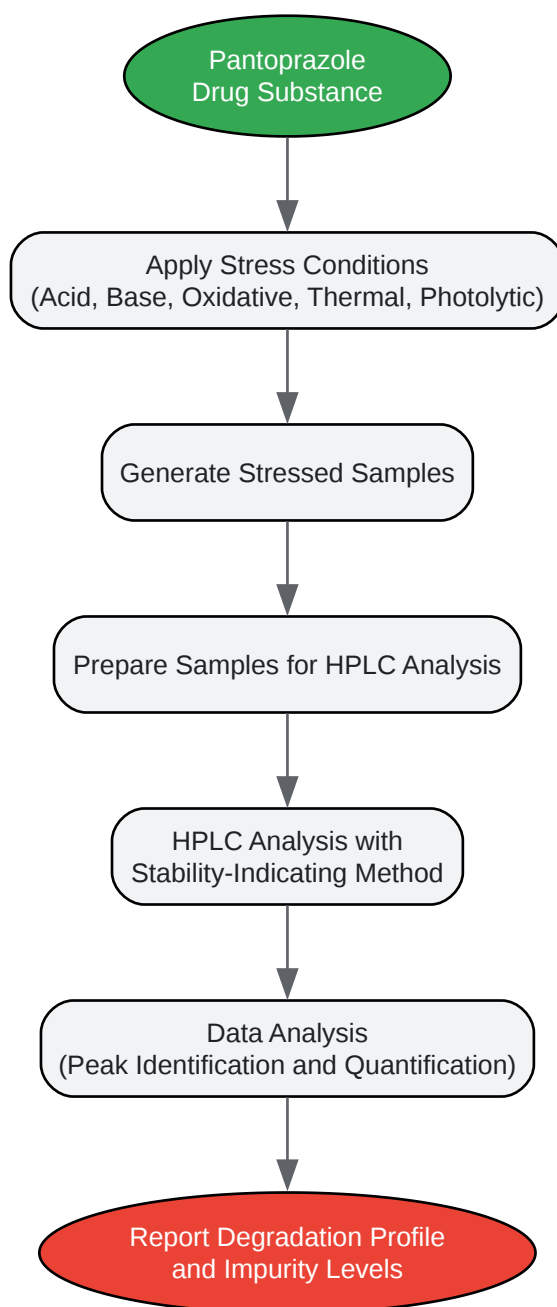 Pantoprazole
Drug Substance
Apply Stress Conditions
(Acid, Base, Oxidative, Thermal, Photolytic)
Generate Stressed Samples
Prepare Samples for HPLC Analysis
HPLC Analysis with
Stability-Indicating Method
Data Analysis
(Peak Identification and Quantification)
Report Degradation Profile
and Impurity Levels